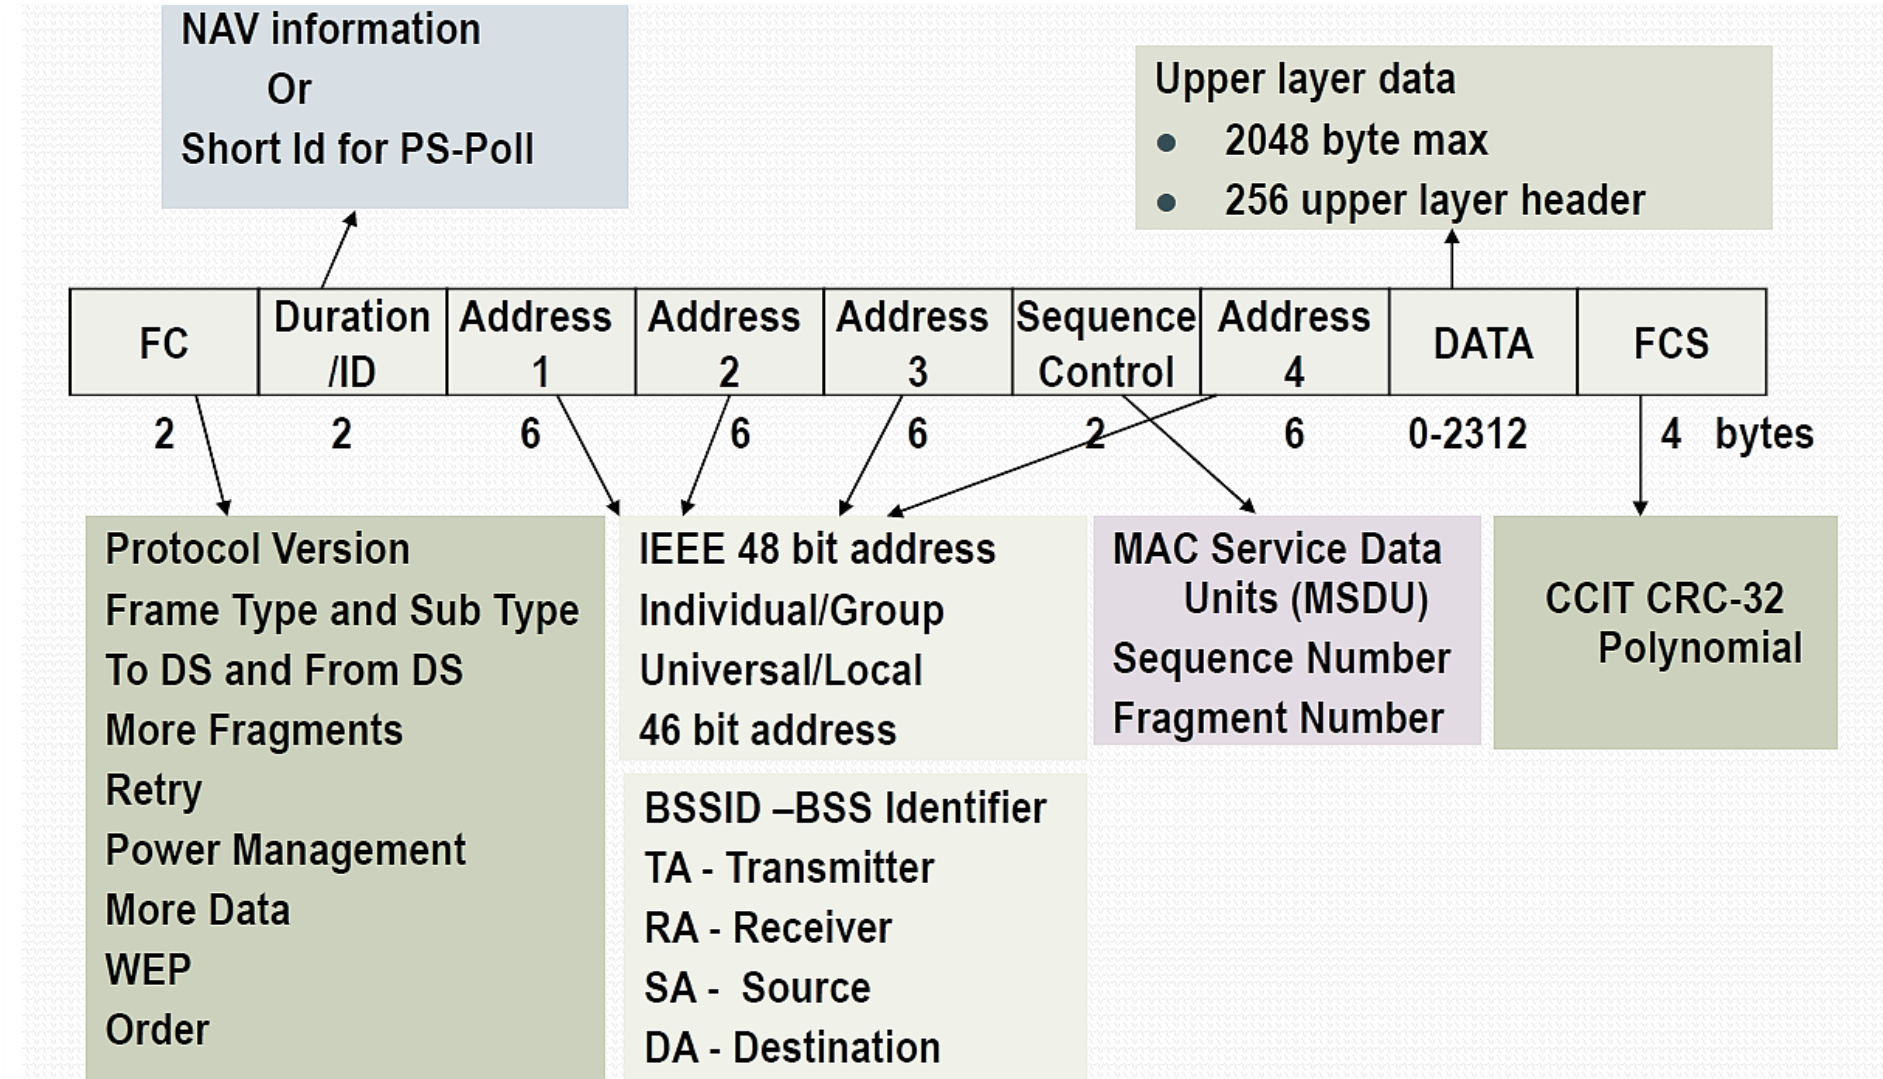 NAV information
Or
Short Id for PS-Poll
Upper layer data
• 2048 byte max
• 256 upper layer header
FC
Duration
/ID
Address
1
Address
2
Address
3
Sequence
Control
Address
4
DATA
FCS
2 2 6 6 6 2 6 0-2312 4 bytes
Protocol Version
Frame Type and Sub Type
To DS and From DS
More Fragments
Retry
Power Management
More Data
WEP
Order
IEEE 48 bit address
Individual/Group
Universal/Local
46 bit address
BSSID –BSS Identifier
TA - Transmitter
RA - Receiver
SA - Source
DA - Destination
MAC Service Data
Units (MSDU)
Sequence Number
Fragment Number
CCIT CRC-32
Polynomial